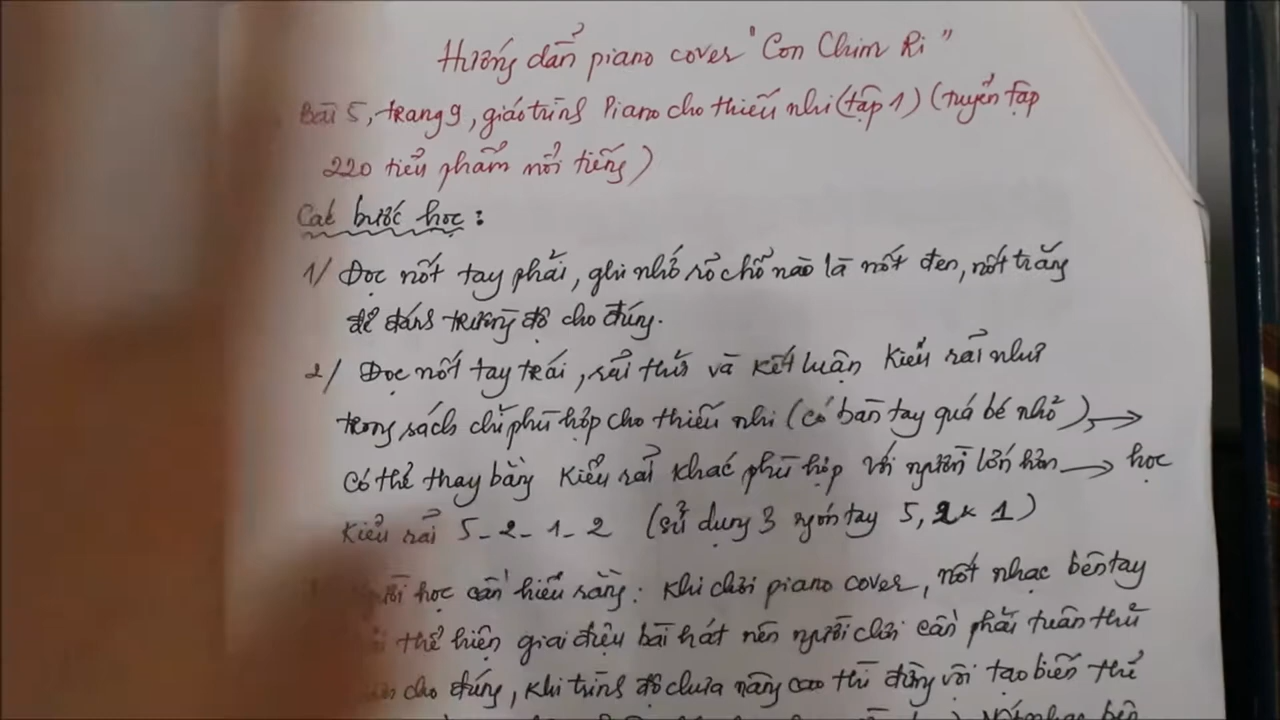 Hướng dẫn piano cover "Con Chim Ri"
Bài 5, trang 9, giáo trình Piano cho thiếu nhi (tập 1) (tuyển tập
220 tiểu phẩm nổi tiếng)
Các bước học :
1/ Đọc nốt tay phải, ghi nhớ rõ chỗ nào là nốt đen, nốt trắng
để đánh trường độ cho đúng.
2/ Đọc nốt tay trái, rải thử và kết luận kiểu rải như
trong sách chỉ phù hợp cho thiếu nhi (có bàn tay quá bé nhỏ) →
Có thể thay bằng kiểu rải khác phù hợp với người lớn hơn → học
Kiểu rải 5-2-1-2 (sử dụng 3 ngón tay 5, 2 & 1)
học cần hiểu rằng: Khi chơi piano cover, nốt nhạc bên tay
thể hiện giai điệu bài hát nên người chơi cần phải tuân thủ
cho đúng, khi trình độ chưa nâng cao thì đừng vội tạo biến thể